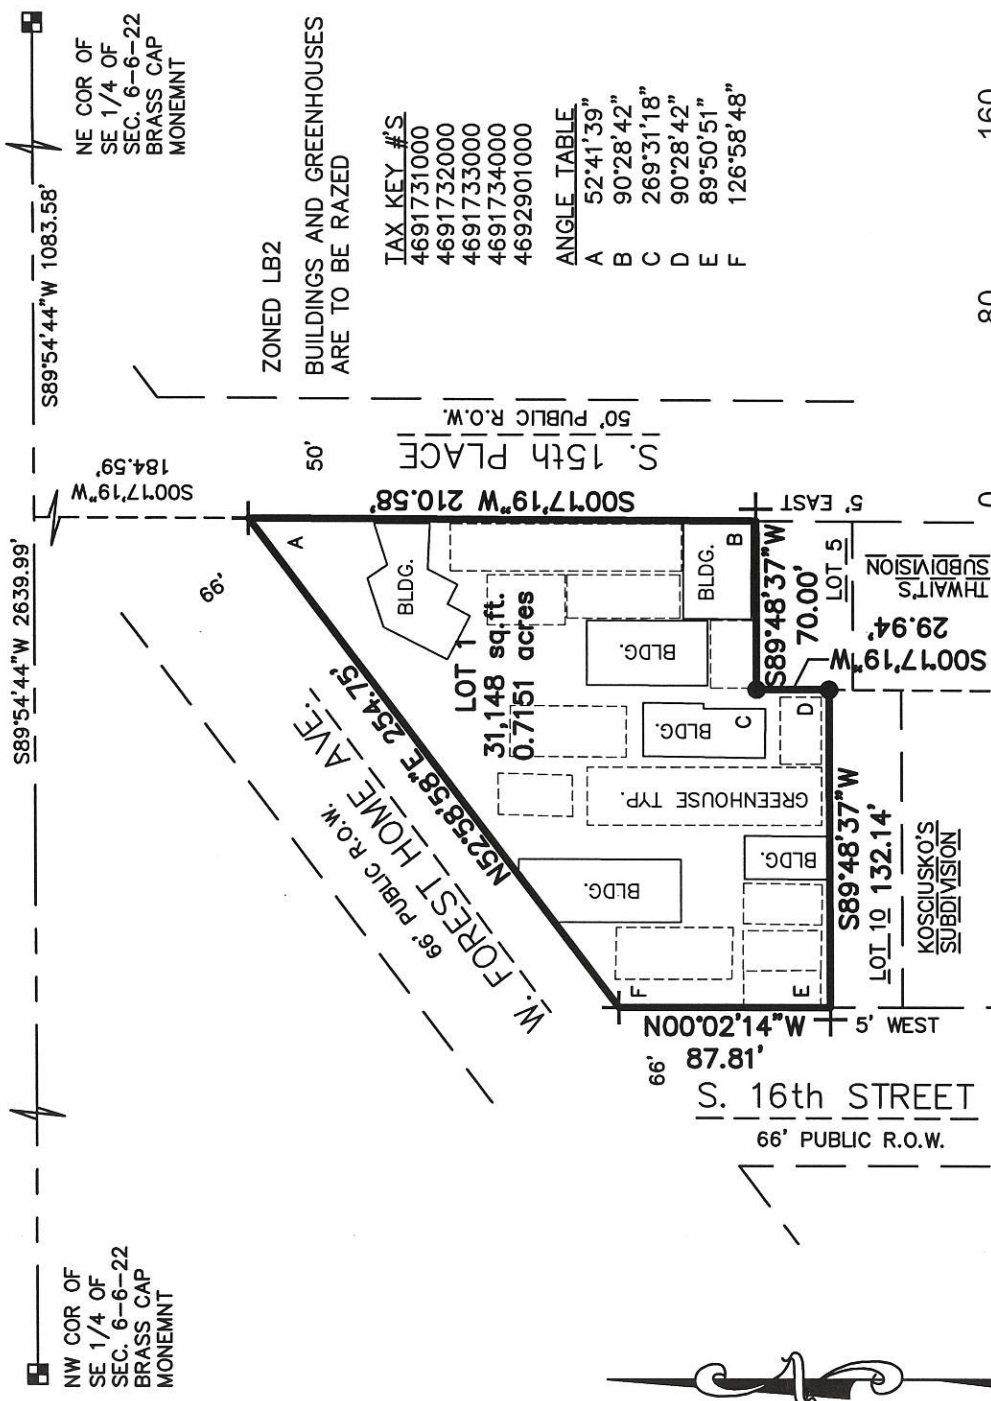 NW COR OF
SE 1/4 OF
SEC. 6-6-22
BRASS CAP
MONEMNT
S89°54'44"W 2639.99'
S89°54'44"W 1083.58'
NE COR OF
SE 1/4 OF
SEC. 6-6-22
BRASS CAP
MONEMNT
S00°17'19"W
184.59'
ZONED LB2
BUILDINGS AND GREENHOUSES
ARE TO BE RAZED
TAX KEY #'S
4691731000
4691732000
4691733000
4691734000
4692901000
ANGLE TABLE
A 52°41'39"
B 90°28'42"
C 269°31'18"
D 90°28'42"
E 89°50'51"
F 126°58'48"
66'
50'
66' PUBLIC R.O.W.
W. FOREST HOME AVE.
N52°58'58"E 254.75'
S00°17'19"W 210.58'
S. 15th PLACE
50' PUBLIC R.O.W.
A
BLDG.
LOT 1
31,148 sq.ft.
0.7151 acres
BLDG.
BLDG.
BLDG.
BLDG.
BLDG.
GREENHOUSE TYP.
B
C
D
E
F
N00°02'14"W
87.81'
66'
S. 16th STREET
66' PUBLIC R.O.W.
5' WEST
S89°48'37"W
LOT 10 132.14'
KOSCIUSKO'S
SUBDIVISION
S89°48'37"W
70.00'
LOT 5
5' EAST
S00°17'19"W
29.94'
THWAIT'S
SUBDIVISION
0
80
160